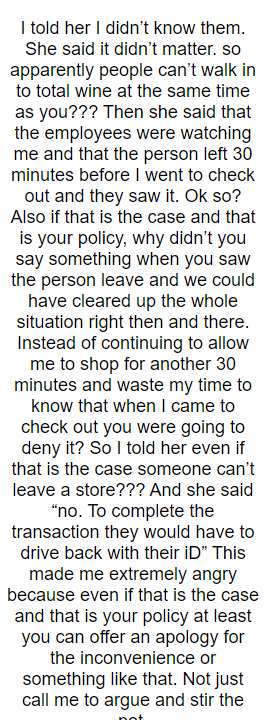 I told her I didn’t know them.
She said it didn’t matter. so
apparently people can’t walk in
to total wine at the same time
as you??? Then she said that
the employees were watching
me and that the person left 30
minutes before I went to check
out and they saw it. Ok so?
Also if that is the case and that
is your policy, why didn’t you
say something when you saw
the person leave and we could
have cleared up the whole
situation right then and there.
Instead of continuing to allow
me to shop for another 30
minutes and waste my time to
know that when I came to
check out you were going to
deny it? So I told her even if
that is the case someone can’t
leave a store??? And she said
“no. To complete the
transaction they would have to
drive back with their iD” This
made me extremely angry
because even if that is the case
and that is your policy at least
you can offer an apology for
the inconvenience or
something like that. Not just
call me to argue and stir the